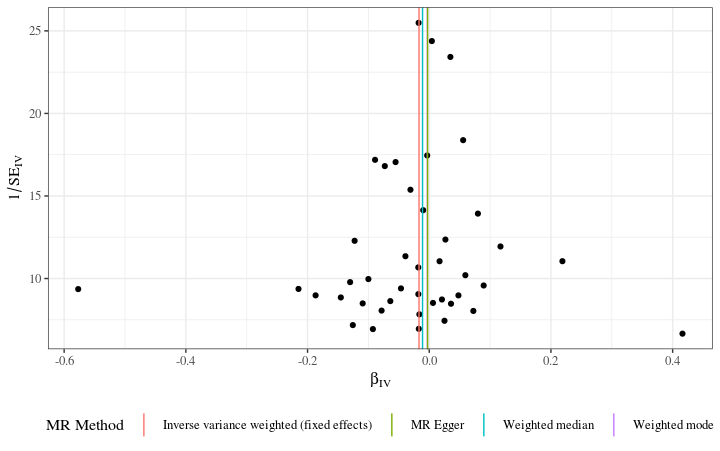 25
20
15
10
1/SE_IV
-0.6
-0.4
-0.2
0.0
0.2
0.4
β_IV
MR Method
Inverse variance weighted (fixed effects)
MR Egger
Weighted median
Weighted mode